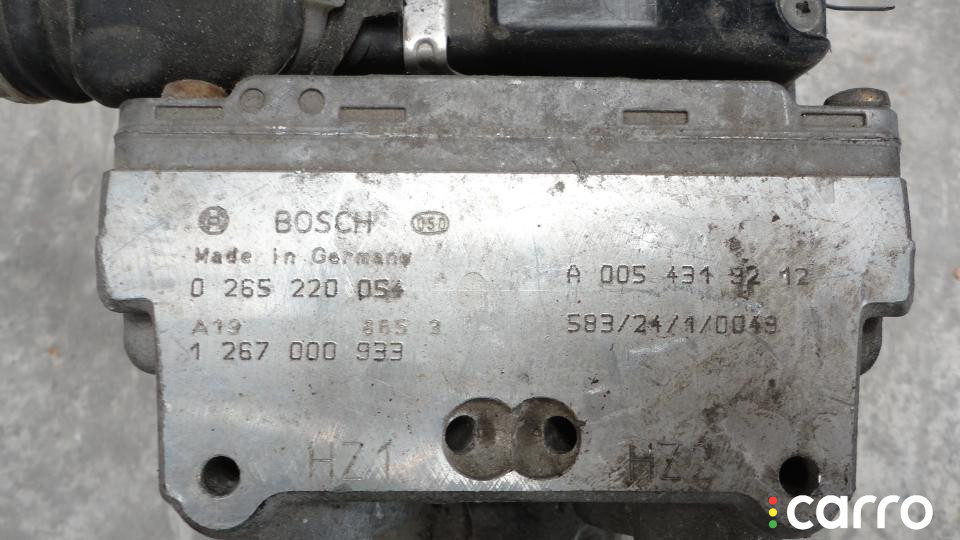 BOSCH 050
Made in Germany
0 265 220 054
A 005 431 92 12
A19 865 3
583/24/1/0049
1 267 000 933
HZ1 HZ2
carro